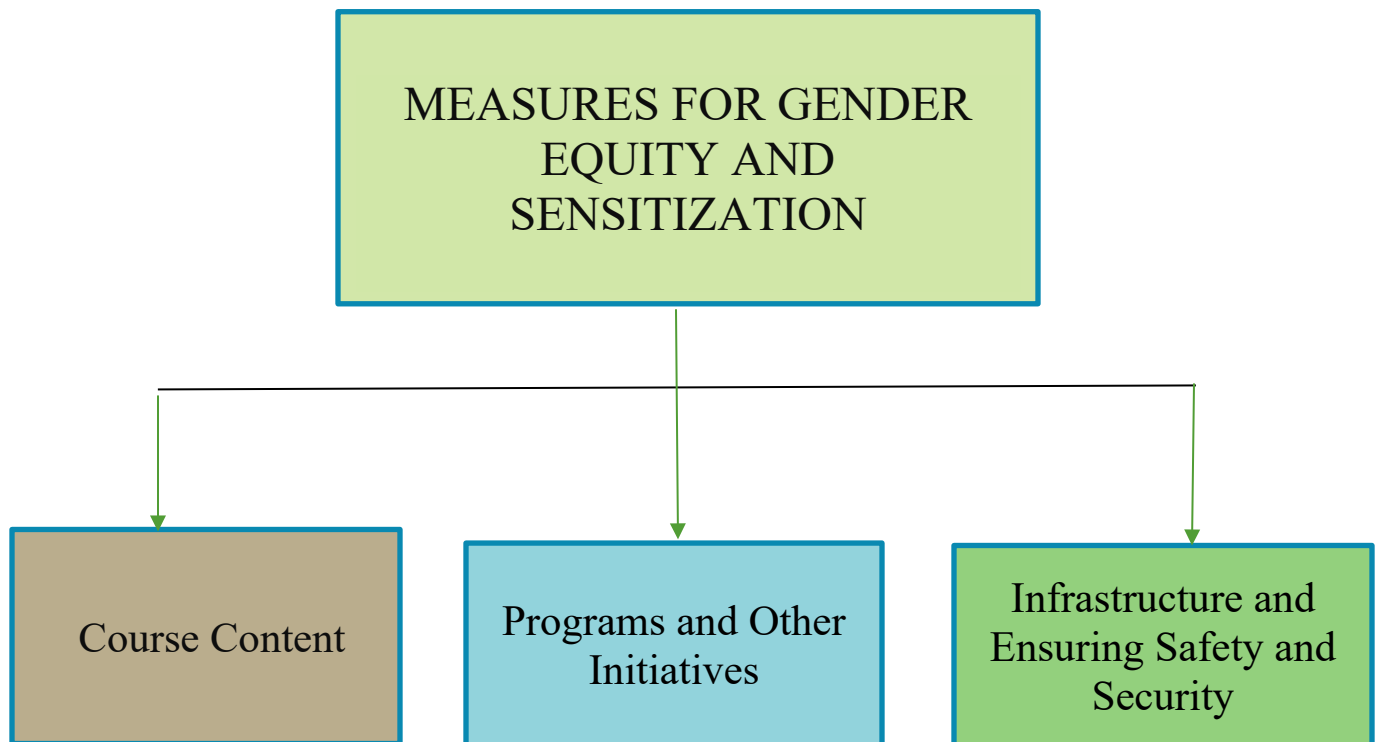 MEASURES FOR GENDER
EQUITY AND
SENSITIZATION
Course Content
Programs and Other
Initiatives
Infrastructure and
Ensuring Safety and
Security